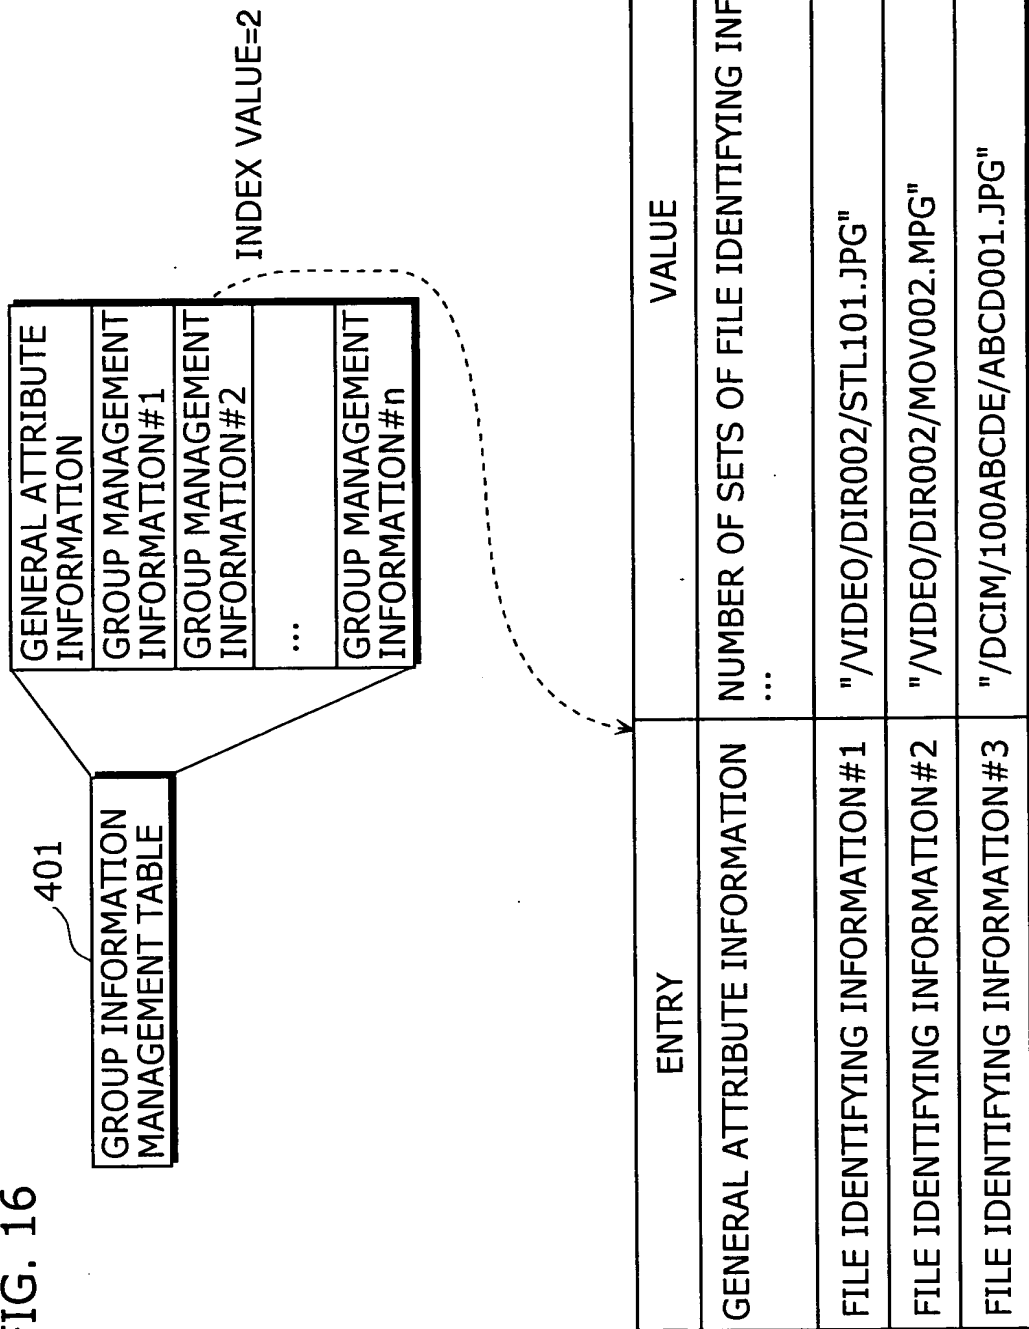 FIG. 16
401
GROUP INFORMATION
MANAGEMENT TABLE
GENERAL ATTRIBUTE
INFORMATION
GROUP MANAGEMENT
INFORMATION#1
GROUP MANAGEMENT
INFORMATION#2
...
GROUP MANAGEMENT
INFORMATION#n
INDEX VALUE=2
ENTRY VALUE
GENERAL ATTRIBUTE INFORMATION NUMBER OF SETS OF FILE IDENTIFYING INF
...
FILE IDENTIFYING INFORMATION#1 "/VIDEO/DIR002/STL101.JPG"
FILE IDENTIFYING INFORMATION#2 "/VIDEO/DIR002/MOV002.MPG"
FILE IDENTIFYING INFORMATION#3 "/DCIM/100ABCDE/ABCD001.JPG"